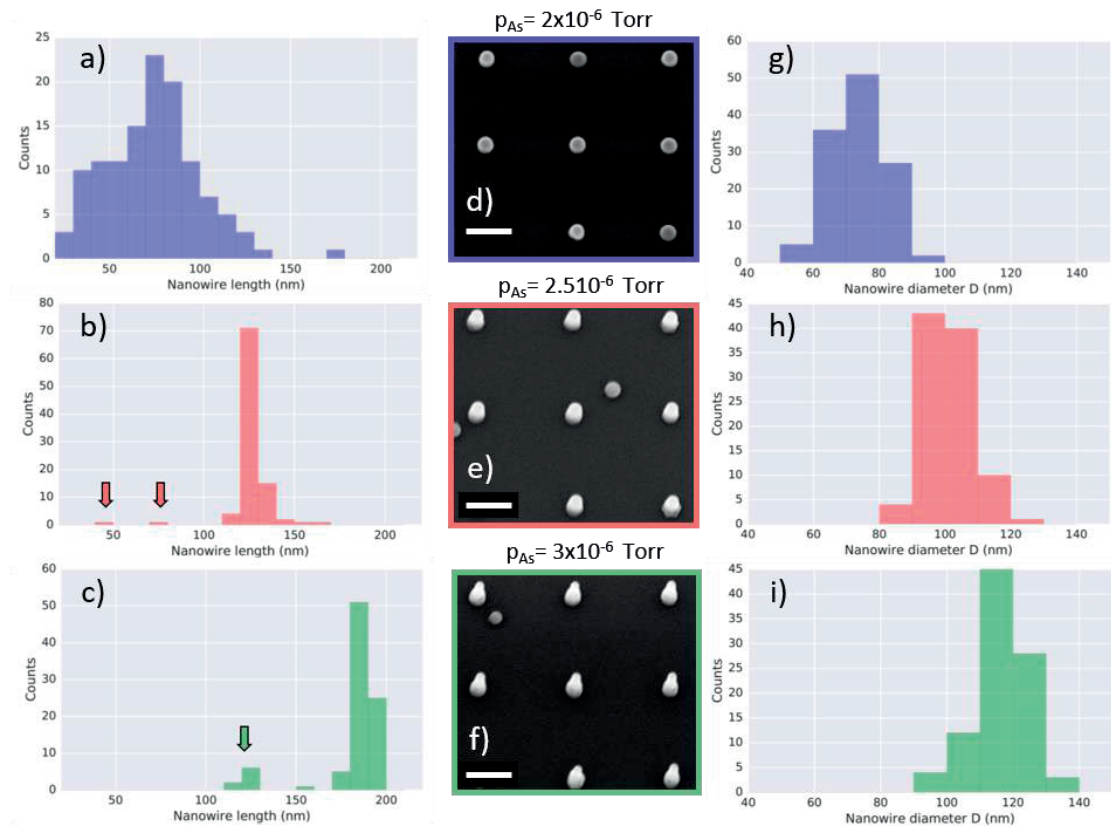 p_As= 2x10⁻⁶ Torr
a)
25
20
15
10
5
0
Counts
50 100 150 200
Nanowire length (nm)
d)
g)
60
50
40
30
20
10
0
Counts
40 60 80 100 120 140
Nanowire diameter D (nm)
p_As= 2.510⁻⁶ Torr
b)
80
70
60
50
40
30
20
10
0
Counts
50 100 150 200
Nanowire length (nm)
e)
h)
45
40
35
30
25
20
15
10
5
0
Counts
40 60 80 100 120 140
Nanowire diameter D (nm)
p_As= 3x10⁻⁶ Torr
c)
60
50
40
30
20
10
0
Counts
50 100 150 200
Nanowire length (nm)
f)
i)
45
40
35
30
25
20
15
10
5
0
Counts
40 60 80 100 120 140
Nanowire diameter D (nm)